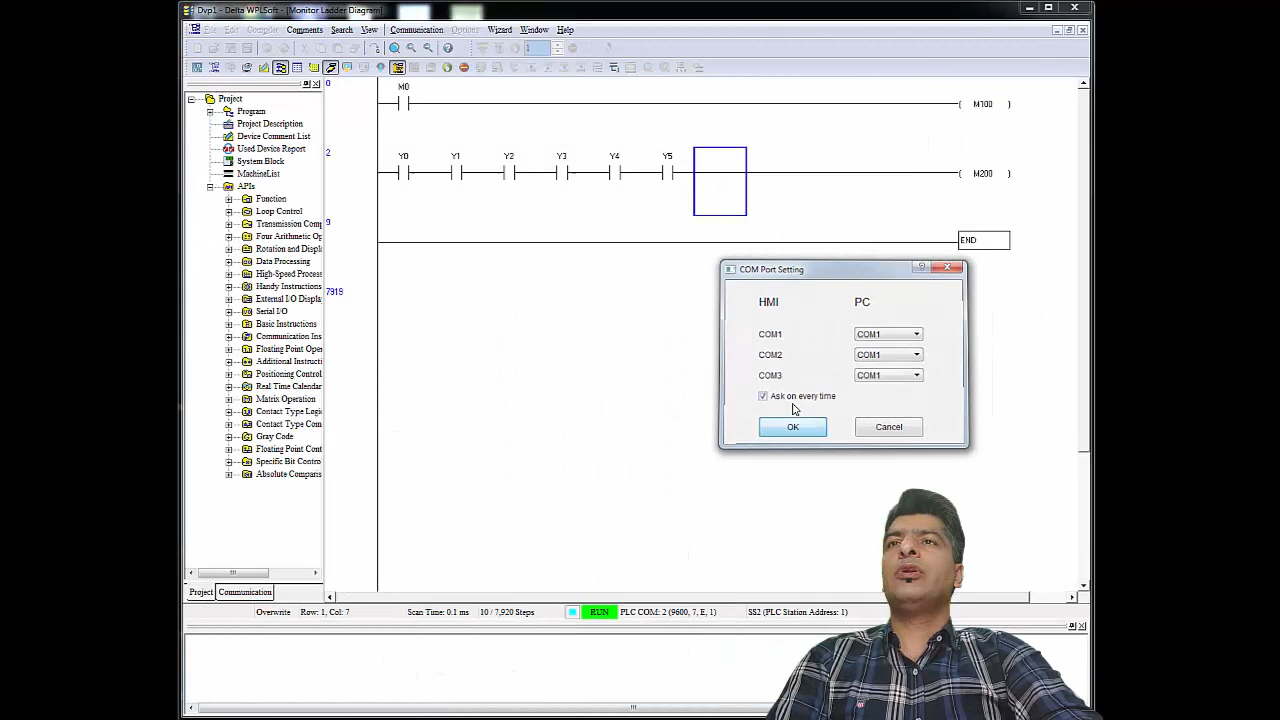 Dvp1 - Delta WPLSoft - [Monitor Ladder Diagram]
File Edit Compiler Comments Search View Communication Options Wizard Window Help
1
Project
Program
Project Description
Device Comment List
Used Device Report
System Block
MachineList
APIs
Function
Loop Control
Transmission Comp
Four Arithmetic Op
Rotation and Displ
Data Processing
High-Speed Process
Handy Instructions
External I/O Displa
Serial I/O
Basic Instructions
Communication Ins
Floating Point Oper
Additional Instructi
Positioning Control
Real Time Calendar
Matrix Operation
Contact Type Logic
Contact Type Com
Gray Code
Floating Point Cont
Specific Bit Contro
Absolute Comparis
Project Communication
0
M0
M100
2
Y0 Y1 Y2 Y3 Y4 Y5
M200
9
END
7919
COM Port Setting
HMI PC
COM1 COM1
COM2 COM1
COM3 COM1
Ask on every time
OK Cancel
Overwrite Row: 1, Col: 7 Scan Time: 0.1 ms 10 / 7,920 Steps RUN PLC COM: 2 (9600, 7, E, 1) SS2 (PLC Station Address: 1)